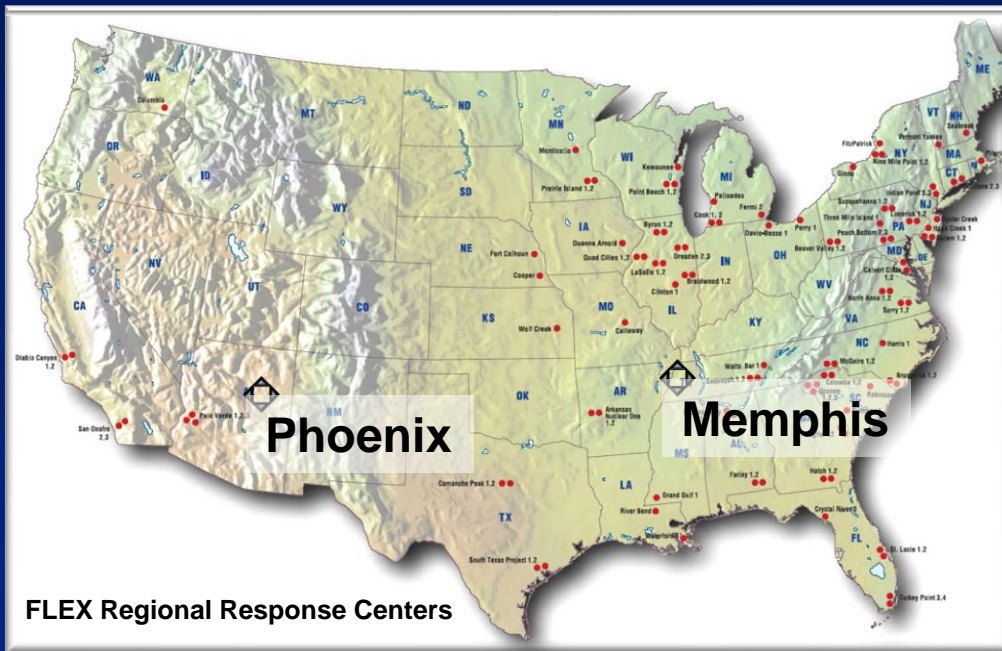 WA
Columbia
MT
ND
MN
ME
VT
NH
Seabrook 1
Vermont Yankee
FitzPatrick
NY
MA
Nine Mile Point 1,2
Ginna
CT
OR
ID
Monticello
WI
Kewaunee
Prairie Island 1,2
Point Beach 1,2
MI
Palisades
Fermi 2
Cook 1, 2
Davis-Besse 1
Perry 1
Indian Point 2,3
Susquehanna 1,2
NJ
Three Mile Island 1
Limerick 1,2
PA
Peach Bottom 2,3
Oyster Creek
Hope Creek 1
Salem 1,2
Beaver Valley 1,2
MD
DE
Calvert Cliffs
1,2
SD
WY
IA
Byron 1,2
Duane Arnold
Quad Cities 1,2
Dresden 2,3
LaSalle 1,2
Braidwood 1,2
Clinton 1
IN
OH
WV
NE
Fort Calhoun
Cooper
NV
UT
CA
CO
KS
MO
IL
KY
VA
North Anna 1,2
Surry 1,2
Wolf Creek
Callaway
NC
Harris 1
Diablo Canyon
1,2
Watts Bar 1
McGuire 1,2
Catawba 1,2
Brunswick 1,2
Robinson
SC
San Onofre
2,3
Palo Verde 1,2,3
NM
OK
AR
Arkansas
Nuclear One
1,2
Phoenix
Memphis
MS
AL
LA
Comanche Peak 1,2
TX
Grand Gulf 1
River Bend
Farley 1,2
Hatch 1,2
Crystal River 3
FL
St. Lucie 1,2
South Texas Project 1,2
Turkey Point 3,4
FLEX Regional Response Centers